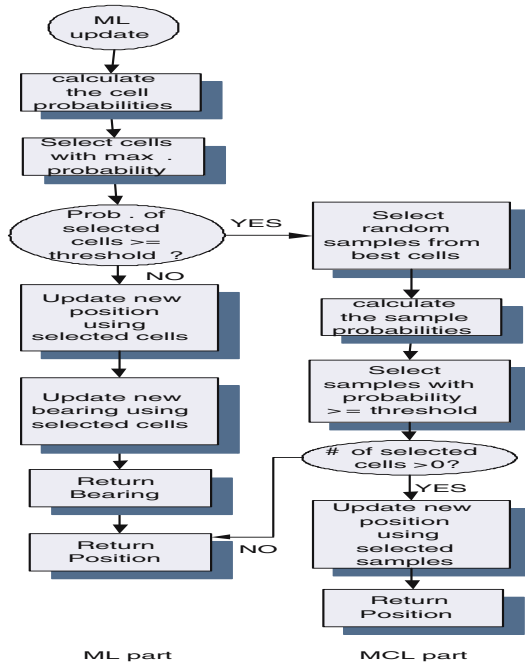 ML
update
calculate
the cell
probabilities
Select cells
with max .
probability
Prob . of
selected
cells >=
threshold ?
YES
NO
Update new
position
using
selected cells
Update new
bearing using
selected cells
Return
Bearing
Return
Position
Select
random
samples from
best cells
calculate
the sample
probabilities
Select
samples with
probability
>= threshold
# of selected
cells >0?
YES
NO
Update new
position
using
selected
samples
Return
Position
ML part
MCL part